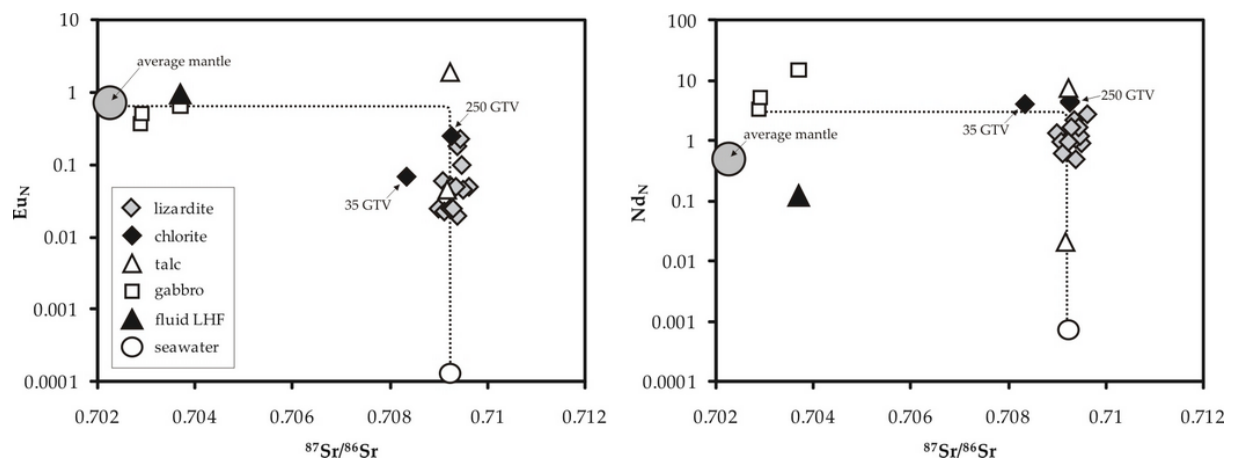 10
average mantle
1
250 GTV
0.1
35 GTV
Eu_N
lizardite
0.01
chlorite
talc
gabbro
0.001
fluid LHF
seawater
0.0001
0.702
0.704
0.706
0.708
0.71
0.712
⁸⁷Sr/⁸⁶Sr
100
10
250 GTV
35 GTV
1
average mantle
Nd_N
0.1
0.01
0.001
0.0001
0.702
0.704
0.706
0.708
0.71
0.712
⁸⁷Sr/⁸⁶Sr